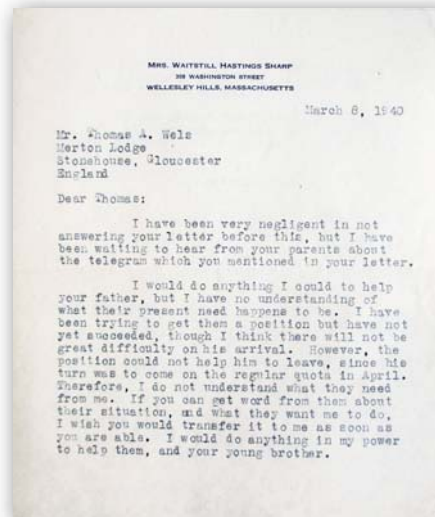 MRS. WAITSTILL HASTINGS SHARP
WASHINGTON STREET
WELLESLEY HILLS, MASSACHUSETTS
March 8, 1940
Mr. Thomas A. Wels
Merton Lodge
Stonehouse, Gloucester
England
Dear Thomas:
I have been very negligent in not
answering your letter before this, but I have
been waiting to hear from your parents about
the telegram which you mentioned in your letter.
I would do anything I could to help
your father, but I have no understanding of
what their present need happens to be. I have
been trying to get them a position but have not
yet succeeded, though I think there will not be
great difficulty on his arrival. However, the
position could not help him to leave, since his
turn was to come on the regular quota in April.
Therefore, I do not understand what they need
from me. If you can get word from them about
their situation, and what they want me to do,
I wish you would transfer it to me as soon as
you are able. I would do anything in my power
to help them, and your young brother.